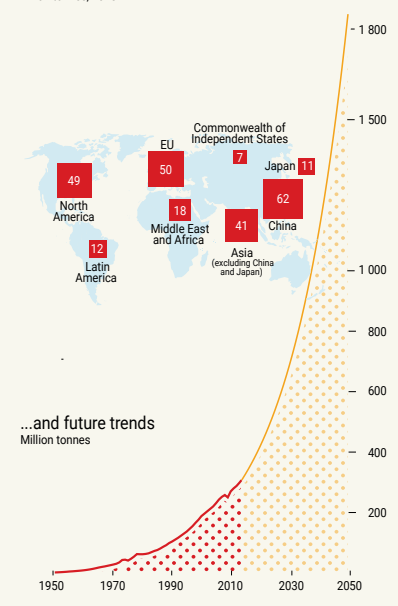 1 800
1 500
Commonwealth of
Independent States
EU
7
Japan 11
49
50
62
North
America
18
China
Middle East
and Africa
41
12
Asia
(excluding China
and Japan)
Latin
America
1 000
800
600
...and future trends
Million tonnes
400
200
1950
1970
1990
2010
2030
2050